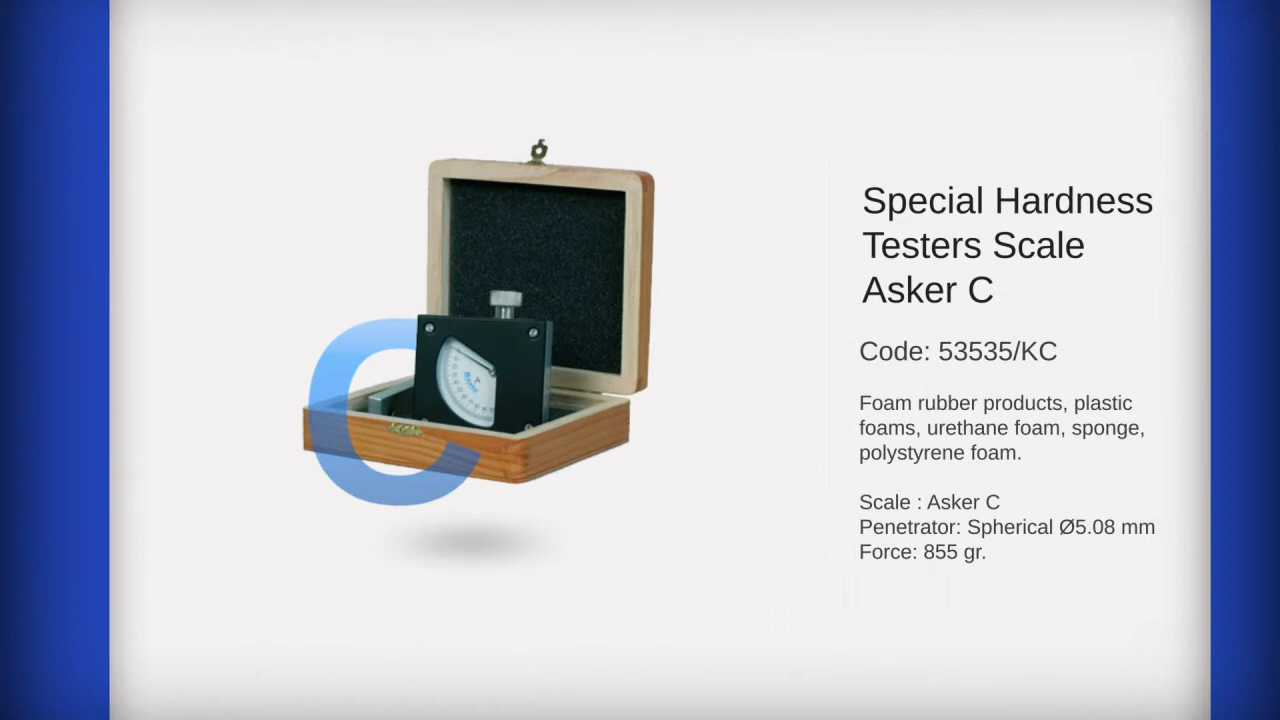 C
Special Hardness
Testers Scale
Asker C
Code: 53535/KC
Foam rubber products, plastic
foams, urethane foam, sponge,
polystyrene foam.
Scale : Asker C
Penetrator: Spherical Ø5.08 mm
Force: 855 gr.